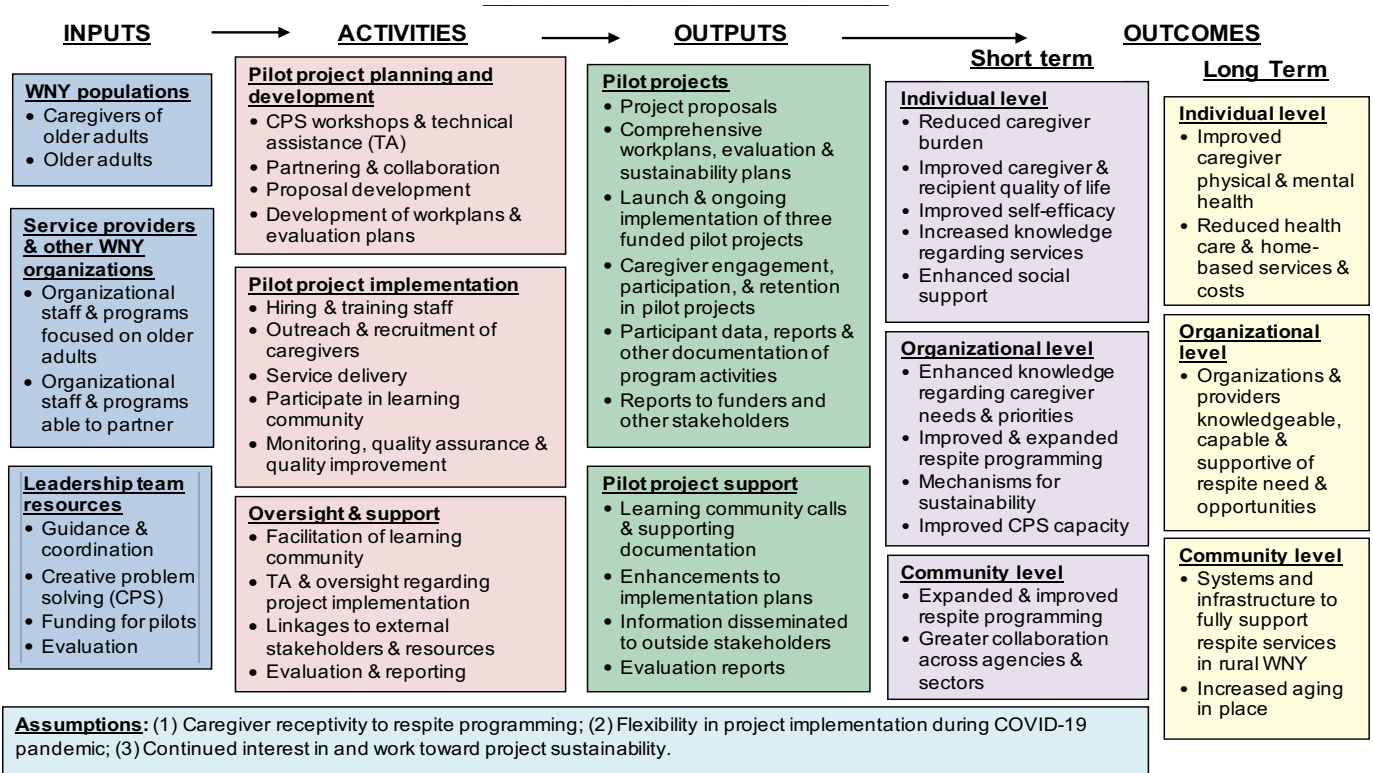 INPUTS
ACTIVITIES
OUTPUTS
OUTCOMES
Short term
Long Term
WNY populations
• Caregivers of
older adults
• Older adults
Service providers
& other WNY
organizations
• Organizational
staff & programs
focused on older
adults
• Organizational
staff & programs
able to partner
Leadership team
resources
• Guidance &
coordination
• Creative problem
solving (CPS)
• Funding for pilots
• Evaluation
Pilot project planning and
development
• CPS workshops & technical
assistance (TA)
• Partnering & collaboration
• Proposal development
• Development of workplans &
evaluation plans
Pilot project implementation
• Hiring & training staff
• Outreach & recruitment of
caregivers
• Service delivery
• Participate in learning
community
• Monitoring, quality assurance &
quality improvement
Oversight & support
• Facilitation of learning
community
• TA & oversight regarding
project implementation
• Linkages to external
stakeholders & resources
• Evaluation & reporting
Pilot projects
• Project proposals
• Comprehensive
workplans, evaluation &
sustainability plans
• Launch & ongoing
implementation of three
funded pilot projects
• Caregiver engagement,
participation, & retention
in pilot projects
• Participant data, reports &
other documentation of
program activities
• Reports to funders and
other stakeholders
Pilot project support
• Learning community calls
& supporting
documentation
• Enhancements to
implementation plans
• Information disseminated
to outside stakeholders
• Evaluation reports
Individual level
• Reduced caregiver
burden
• Improved caregiver &
recipient quality of life
• Improved self-efficacy
• Increased knowledge
regarding services
• Enhanced social
support
Organizational level
• Enhanced knowledge
regarding caregiver
needs & priorities
• Improved & expanded
respite programming
• Mechanisms for
sustainability
• Improved CPS capacity
Community level
• Expanded & improved
respite programming
• Greater collaboration
across agencies &
sectors
Individual level
• Improved
caregiver
physical & mental
health
• Reduced health
care & home-
based services &
costs
Organizational
level
• Organizations &
providers
knowledgeable,
capable &
supportive of
respite need &
opportunities
Community level
• Systems and
infrastructure to
fully support
respite services
in rural WNY
• Increased aging
in place
Assumptions: (1) Caregiver receptivity to respite programming; (2) Flexibility in project implementation during COVID-19
pandemic; (3) Continued interest in and work toward project sustainability.